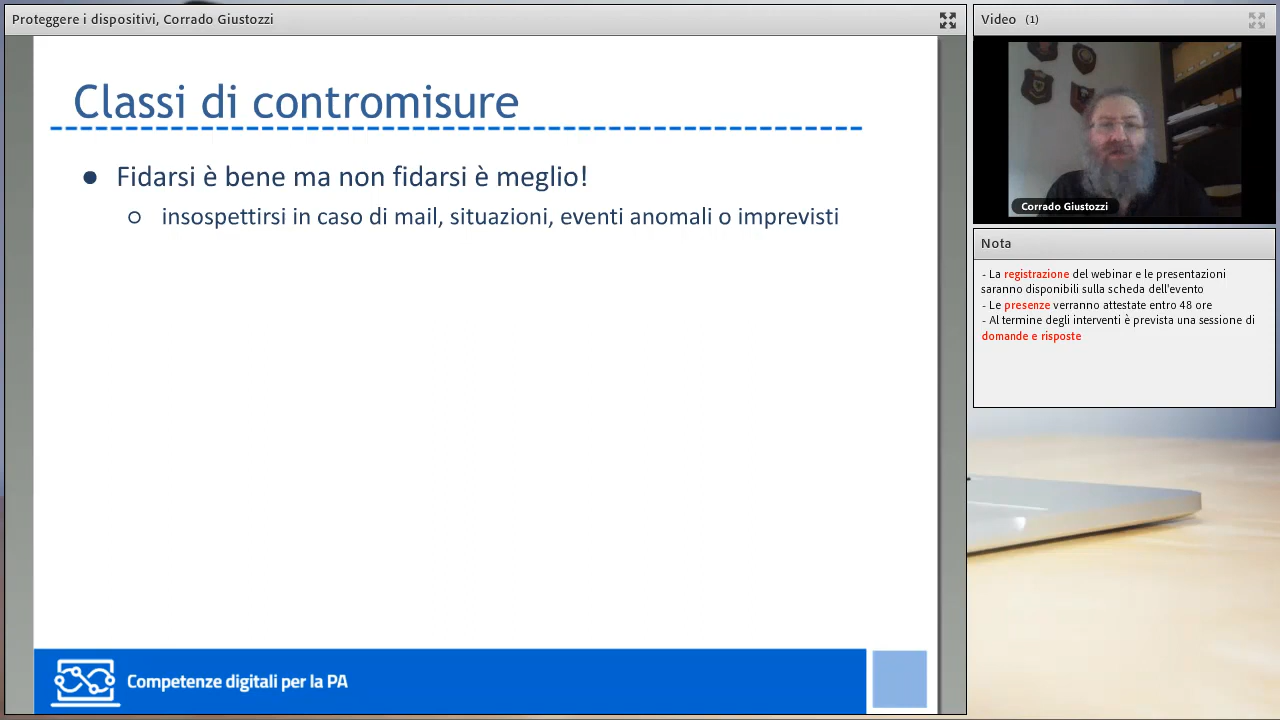 Proteggere i dispositivi, Corrado Giustozzi
Classi di contromisure
● Fidarsi è bene ma non fidarsi è meglio!
○ insospettirsi in caso di mail, situazioni, eventi anomali o imprevisti
Competenze digitali per la PA
Video (1)
Corrado Giustozzi
Nota
- La registrazione del webinar e le presentazioni
saranno disponibili sulla scheda dell'evento
- Le presenze verranno attestate entro 48 ore
- Al termine degli interventi è prevista una sessione di
domande e risposte